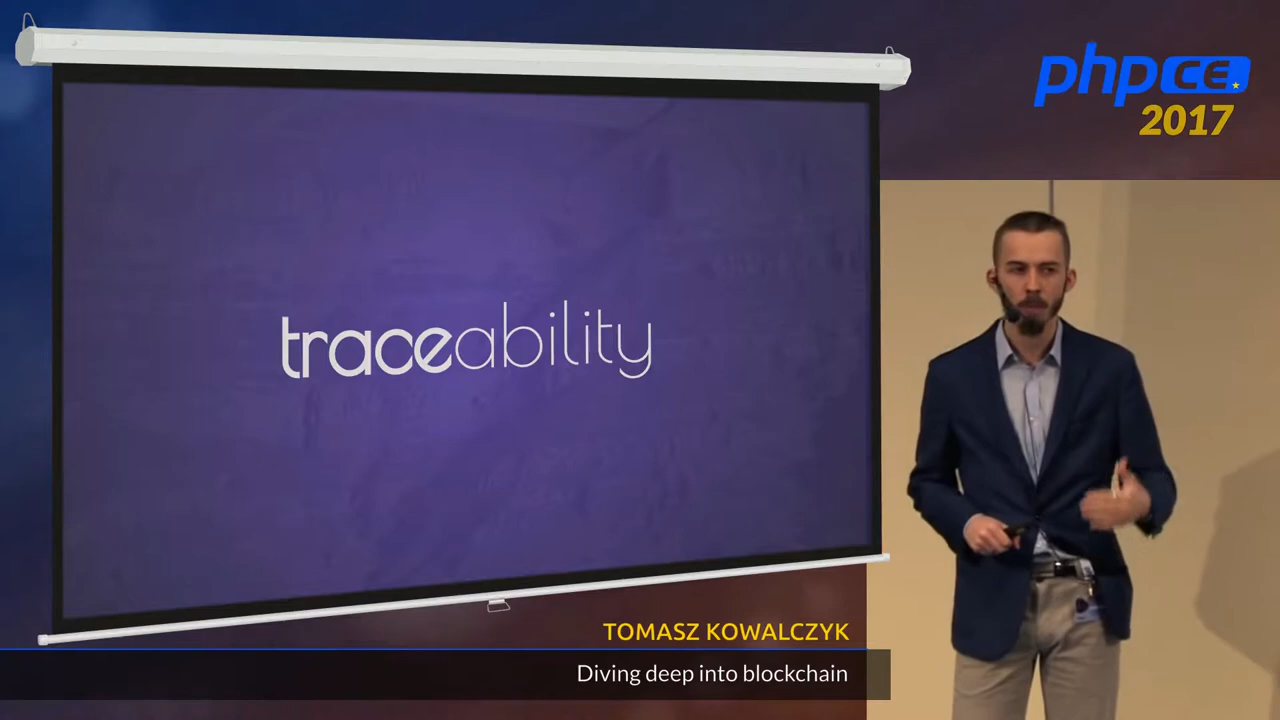 phpCE
2017
traceability
TOMASZ KOWALCZYK
Diving deep into blockchain